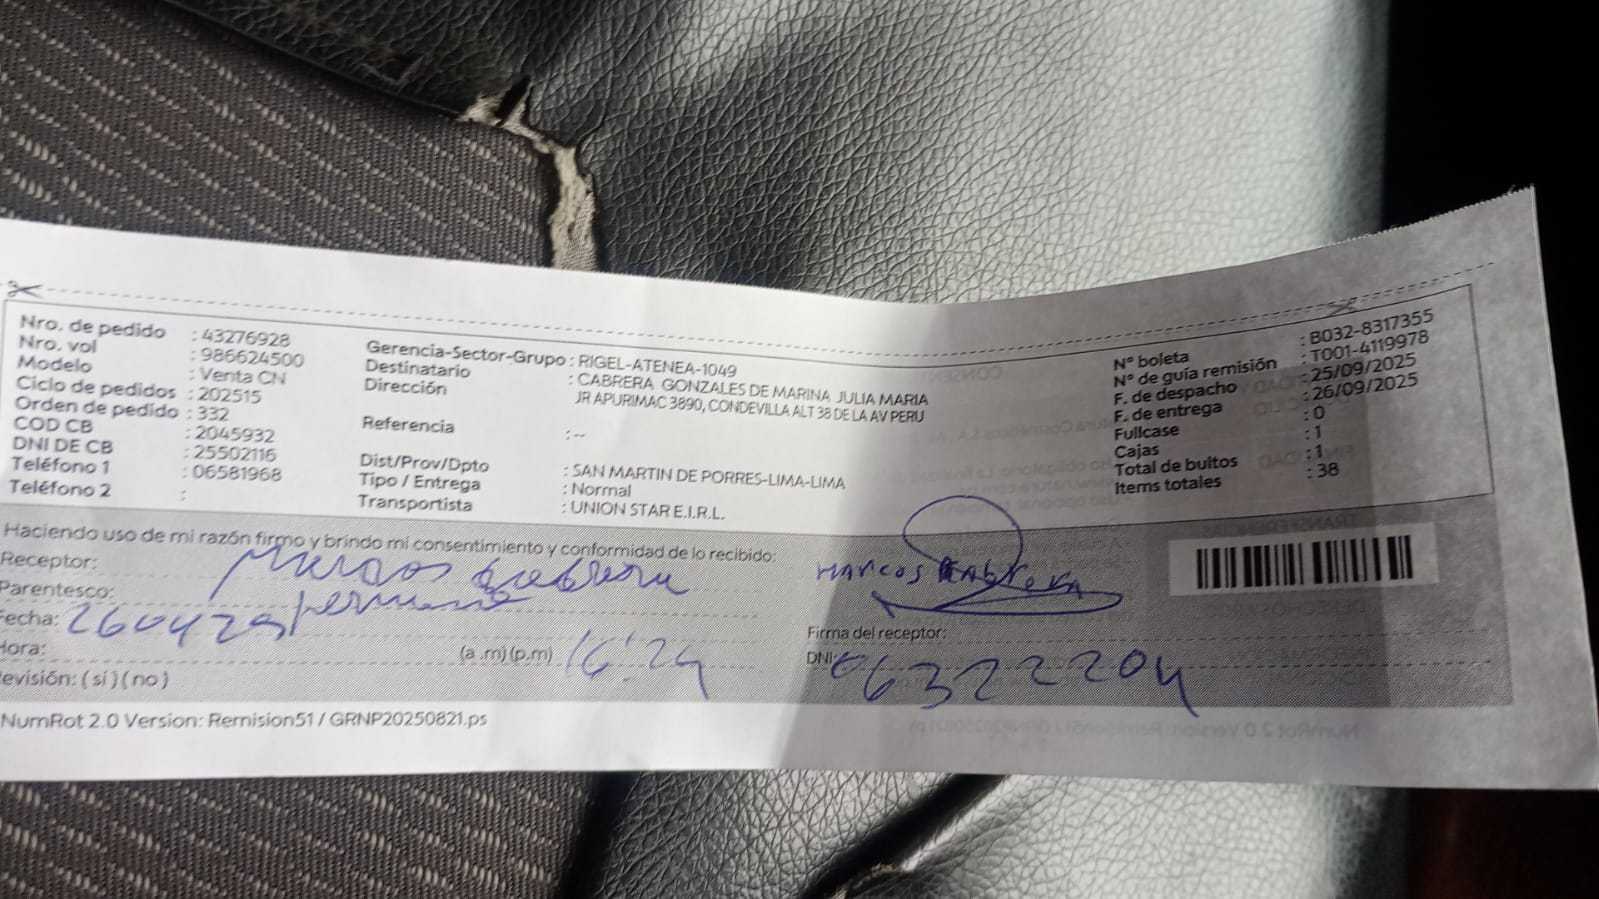 Nro. de pedido : 43276928
Nro. vol : 986624500
Modelo : Venta CN
Ciclo de pedidos : 202515
Orden de pedido : 332
COD CB : 2045932
DNI DE CB : 25502116
Teléfono 1 : 06581968
Teléfono 2 :
Gerencia-Sector-Grupo : RIGEL-ATENEA-1049
Destinatario : CABRERA GONZALES DE MARINA JULIA MARIA
Dirección JR APURIMAC 3890, CONDEVILLA ALT 38 DE LA AV PERU
Referencia : --
Dist/Prov/Dpto : SAN MARTIN DE PORRES-LIMA-LIMA
Tipo / Entrega : Normal
Transportista : UNION STAR E.I.R.L.
N° boleta : B032-8317355
N° de guía remisión : T001-4119978
F. de despacho : 25/09/2025
F. de entrega : 26/09/2025
Fullcase : 0
Cajas : 1
Total de bultos : 1
Items totales : 38
Haciendo uso de mi razón firmo y brindo mi consentimiento y conformidad de lo recibido:
Receptor: Marcos Cabrera
Parentesco:
Fecha:
Hora: (a .m) (p.m) 16:24
evisión: ( si ) ( no )
Marcos Cabrera
Firma del receptor:
DNI: 06322204
NumRot 2.0 Version: Remision51 / GRNP20250821.ps